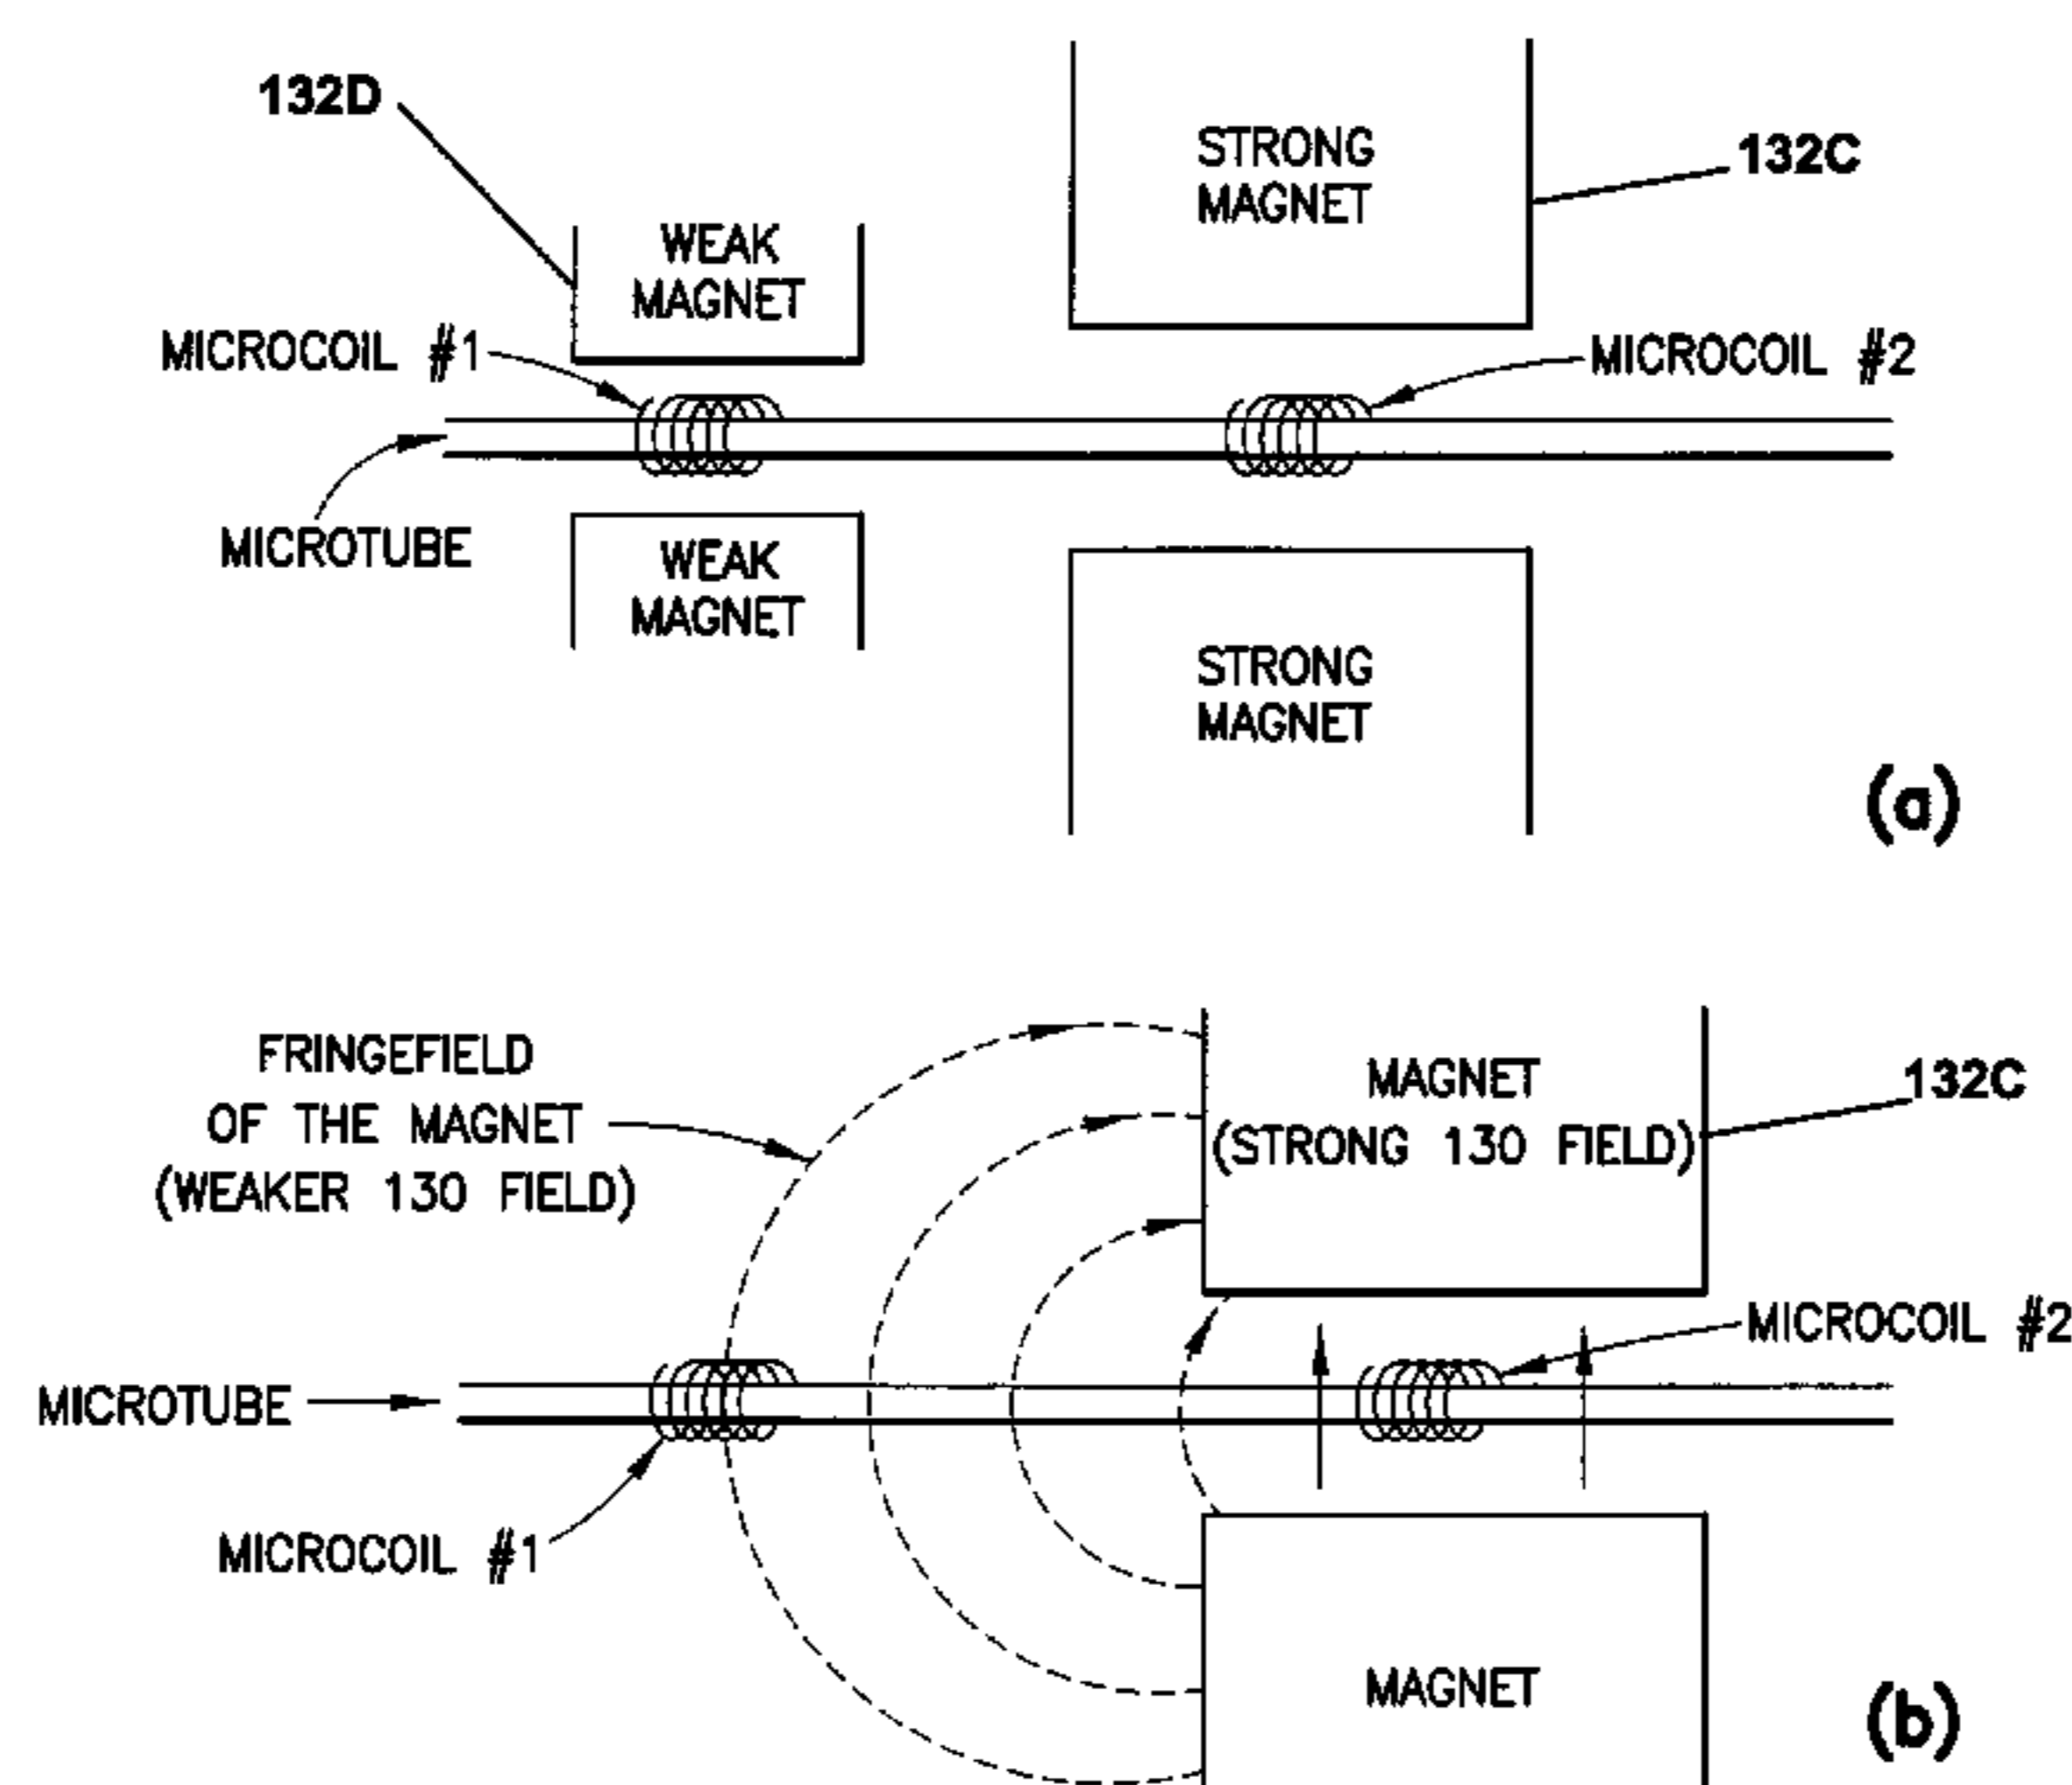 132D
STRONG
MAGNET
132C
WEAK
MAGNET
MICROCOIL #1
MICROCOIL #2
MICROTUBE
WEAK
MAGNET
STRONG
MAGNET
(a)
FRINGEFIELD
OF THE MAGNET
(WEAKER 130 FIELD)
MAGNET
(STRONG 130 FIELD)
132C
MICROCOIL #2
MICROTUBE
MICROCOIL #1
MAGNET
(b)